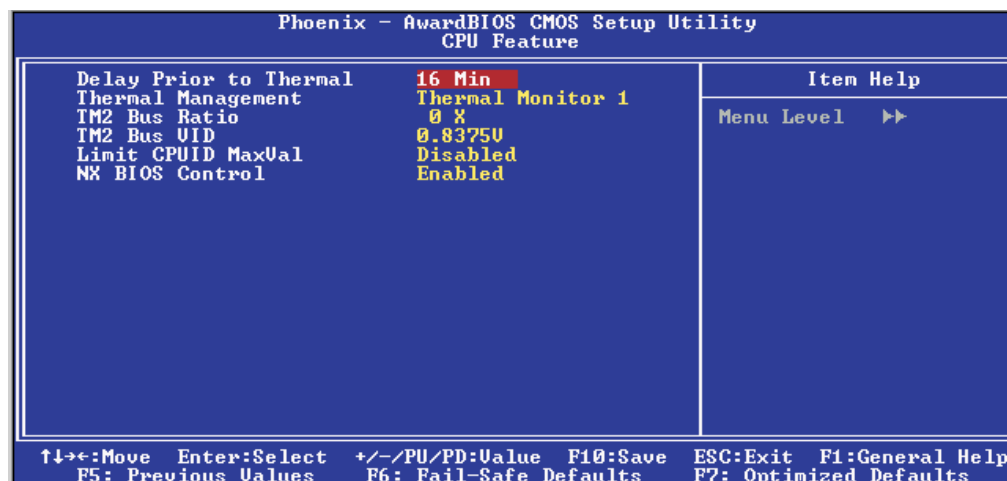 Phoenix - AwardBIOS CMOS Setup Utility
CPU Feature
Delay Prior to Thermal 16 Min
Thermal Management Thermal Monitor 1
TM2 Bus Ratio 0 X
TM2 Bus VID 0.8375V
Limit CPUID MaxVal Disabled
NX BIOS Control Enabled
Item Help
Menu Level ▶▶
↑↓→←:Move Enter:Select +/-/PU/PD:Value F10:Save ESC:Exit F1:General Help
F5: Previous Values F6: Fail-Safe Defaults F7: Optimized Defaults